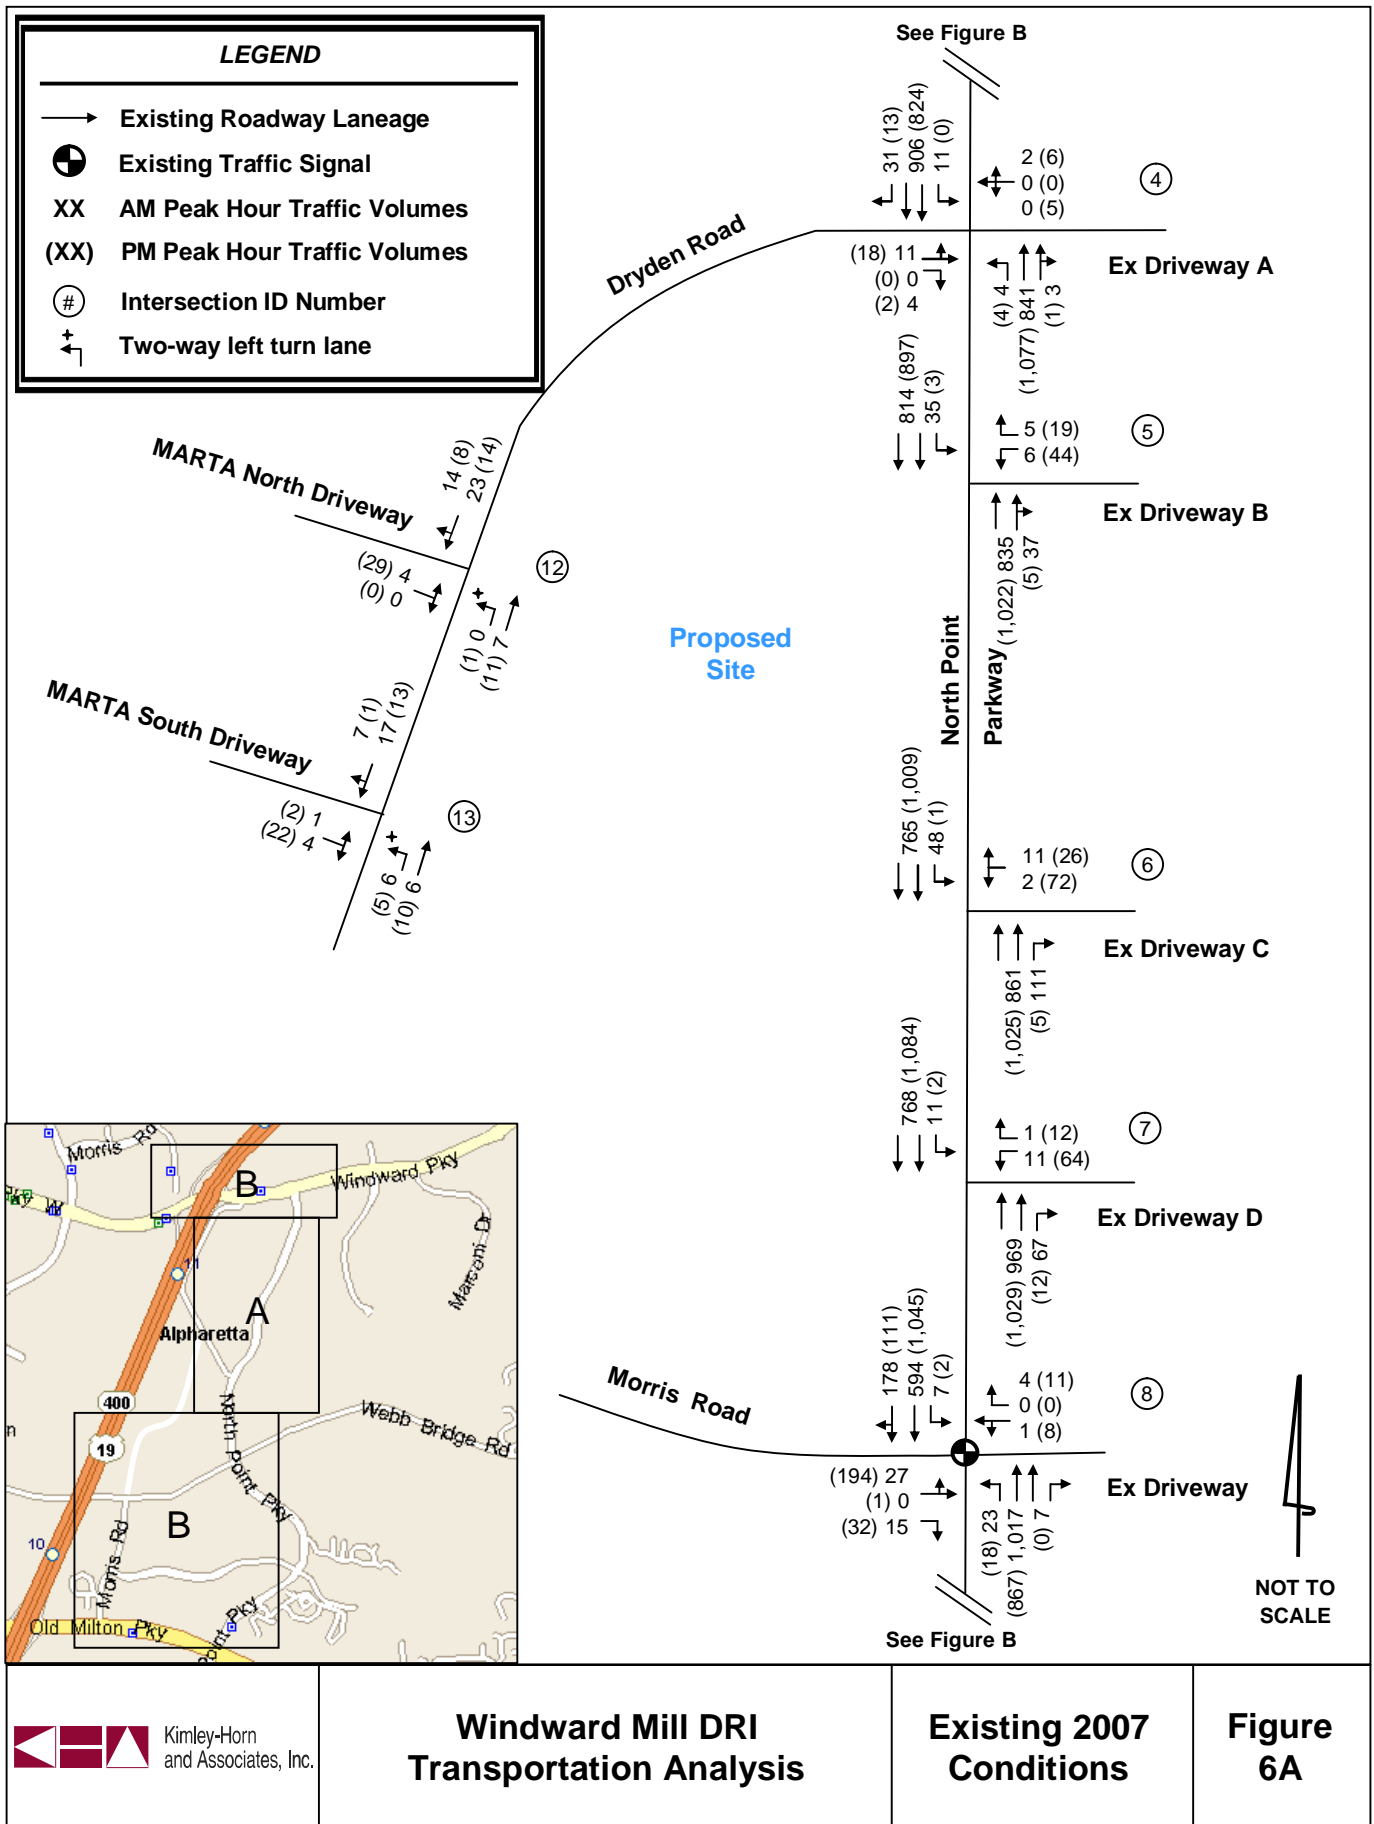 LEGEND
Existing Roadway Laneage
Existing Traffic Signal
XX AM Peak Hour Traffic Volumes
(XX) PM Peak Hour Traffic Volumes
# Intersection ID Number
Two-way left turn lane
See Figure B
31 (13)
906 (824)
11 (0)
2 (6)
0 (0)
0 (5)
4
Dryden Road
(18) 11
(0) 0
(2) 4
Ex Driveway A
(4) 4
(1,077) 841
(1) 3
814 (897)
35 (3)
5 (19)
6 (44)
5
Ex Driveway B
(1,022) 835
(5) 37
MARTA North Driveway
14 (8)
23 (14)
(29) 4
(0) 0
12
(1) 0
(11) 7
Proposed
Site
North Point
Parkway
MARTA South Driveway
7 (1)
17 (13)
(2) 1
(22) 4
13
(5) 6
(10) 6
765 (1,009)
48 (1)
11 (26)
2 (72)
6
Ex Driveway C
(1,025) 861
(5) 111
768 (1,084)
11 (2)
1 (12)
11 (64)
7
Ex Driveway D
(1,029) 969
(12) 67
178 (111)
594 (1,045)
7 (2)
4 (11)
0 (0)
1 (8)
8
Morris Road
(194) 27
(1) 0
(32) 15
Ex Driveway
(18) 23
(867) 1,017
(0) 7
See Figure B
NOT TO
SCALE
Morris Rd
B
Windward Pky
Marconi Dr
11
A
Alpharetta
400
19
North Point Pky
Webb Bridge Rd
B
10
Morris Rd
Old Milton Pky
Point Pky
Kimley-Horn
and Associates, Inc.
Windward Mill DRI
Transportation Analysis
Existing 2007
Conditions
Figure
6A